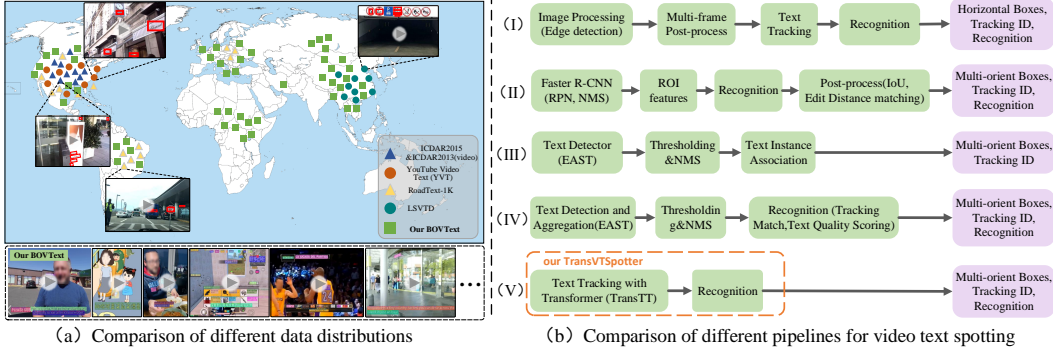 ICDAR2015
&ICDAR2013(video)
YouTube Video
Text (YVT)
RoadText-1K
LSVTD
Our BOVText
Our BOVText
(a) Comparison of different data distributions
(I)
Image Processing
(Edge detection)
Multi-frame
Post-process
Text
Tracking
Recognition
Horizontal Boxes,
Tracking ID,
Recognition
(II)
Faster R-CNN
(RPN, NMS)
ROI
features
Recognition
Post-process(IoU,
Edit Distance matching)
Multi-orient Boxes,
Tracking ID,
Recognition
(III)
Text Detector
(EAST)
Thresholding
&NMS
Text Instance
Association
Multi-orient Boxes,
Tracking ID
(IV)
Text Detection and
Aggregation(EAST)
Thresholdin
g&NMS
Recognition (Tracking
Match,Text Quality Scoring)
Multi-orient Boxes,
Tracking ID,
Recognition
our TransVTSpotter
(V)
Text Tracking with
Transformer (TransTT)
Recognition
Multi-orient Boxes,
Tracking ID,
Recognition
(b) Comparison of different pipelines for video text spotting